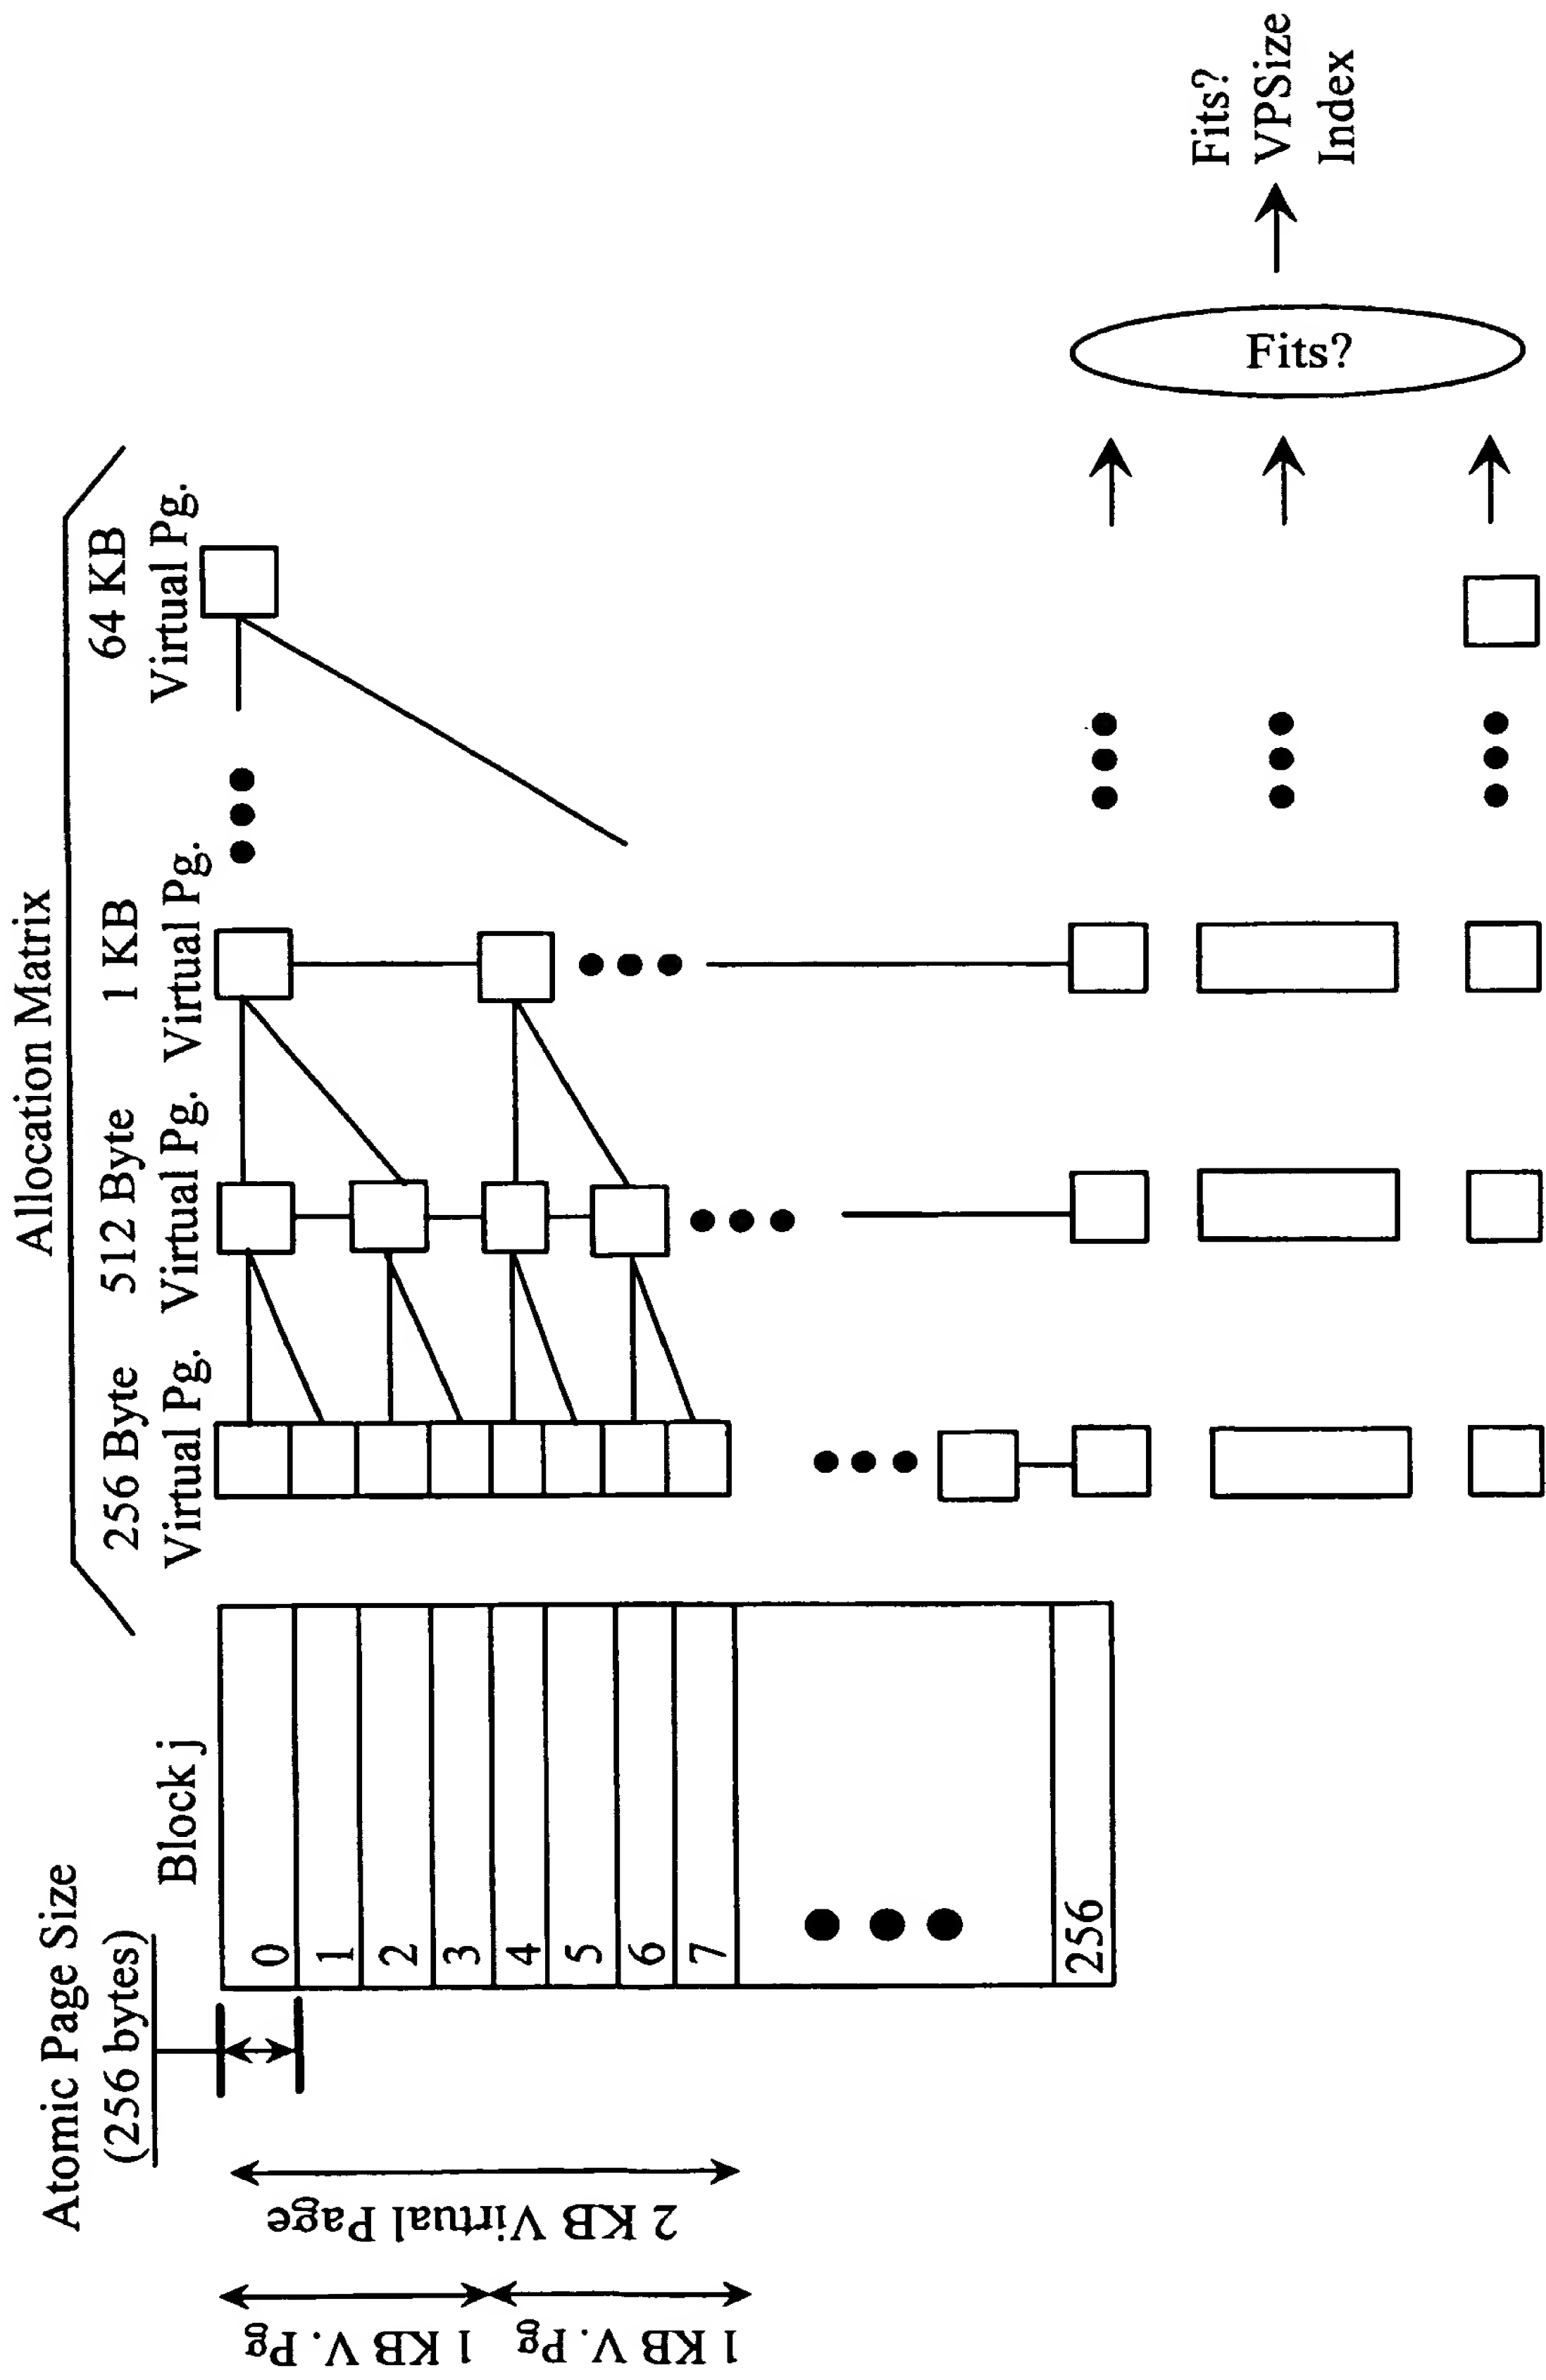 Allocation Matrix
Atomic Page Size
(256 bytes)
Block j
256 Byte
Virtual Pg.
512 Byte
Virtual Pg.
1 KB
Virtual Pg.
64 KB
Virtual Pg.
0
1
2
3
4
5
6
7
256
2 KB Virtual Page
1 KB V. Pg
1 KB V. Pg
Fits?
Fits?
VPSize
Index